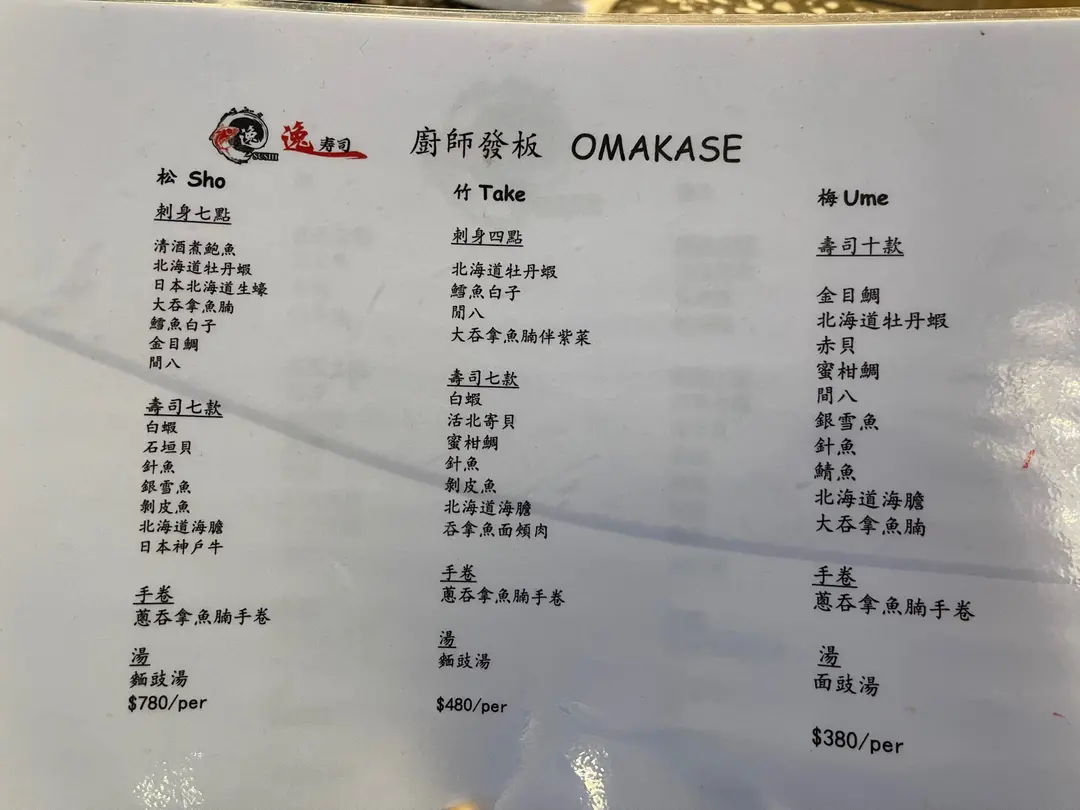 逸 SUSHI 逸 寿司
廚師發板 OMAKASE
松 Sho
刺身七點
清酒煮鮑魚
北海道牡丹蝦
日本北海道生蠔
大吞拿魚腩
鱈魚白子
金目鯛
間八
壽司七款
白蝦
石垣貝
針魚
銀雪魚
剝皮魚
北海道海膽
日本神戶牛
手卷
蔥吞拿魚腩手卷
湯
麵豉湯
$780/per
竹 Take
刺身四點
北海道牡丹蝦
鱈魚白子
間八
大吞拿魚腩伴紫菜
壽司七款
白蝦
活北寄貝
蜜柑鯛
針魚
剝皮魚
北海道海膽
吞拿魚面頰肉
手卷
蔥吞拿魚腩手卷
湯
麵豉湯
$480/per
梅 Ume
壽司十款
金目鯛
北海道牡丹蝦
赤貝
蜜柑鯛
間八
銀雪魚
針魚
鯖魚
北海道海膽
大吞拿魚腩
手卷
蔥吞拿魚腩手卷
湯
面豉湯
$380/per